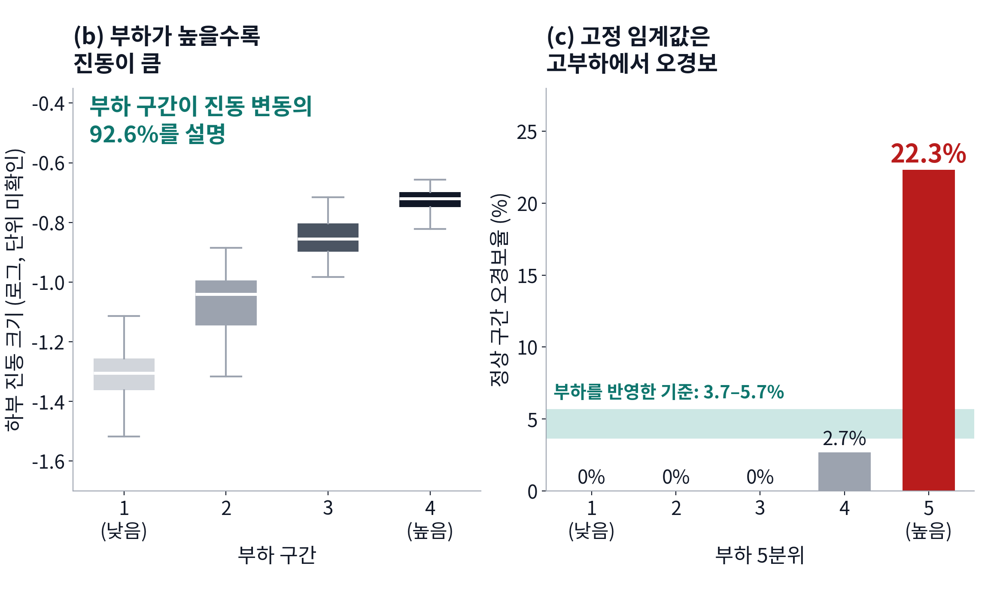 (b) 부하가 높을수록
진동이 큼
부하 구간이 진동 변동의
92.6%를 설명
하부 진동 크기 (로그, 단위 미확인)
-0.4
-0.6
-0.8
-1.0
-1.2
-1.4
-1.6
1
(낮음)
2
3
4
(높음)
부하 구간
(c) 고정 임계값은
고부하에서 오경보
정상 구간 오경보율 (%)
25
20
15
10
5
0
22.3%
부하를 반영한 기준: 3.7–5.7%
2.7%
0%
0%
0%
1
(낮음)
2
3
4
5
(높음)
부하 5분위